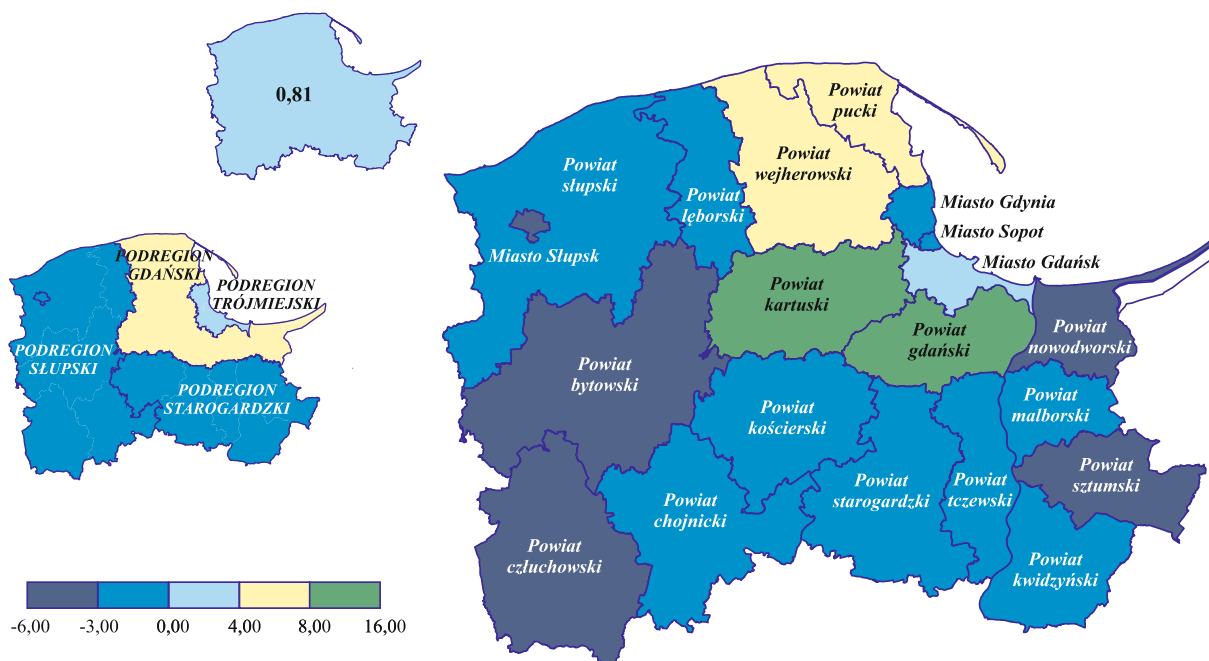 0,81
Powiat
pucki
Powiat
słupski
Powiat
wejherowski
Powiat
lęborski
Miasto Gdynia
Miasto Sopot
Miasto Słupsk
Miasto Gdańsk
Powiat
kartuski
Powiat
gdański
Powiat
nowodworski
Powiat
bytowski
Powiat
malborski
Powiat
kościerski
Powiat
sztumski
Powiat
starogardzki
Powiat
tczewski
Powiat
chojnicki
Powiat
człuchowski
Powiat
kwidzyński
PODREGION
GDAŃSKI
PODREGION
TRÓJMIEJSKI
PODREGION
SŁUPSKI
PODREGION
STAROGARDZKI
-6,00 -3,00 0,00 4,00 8,00 16,00